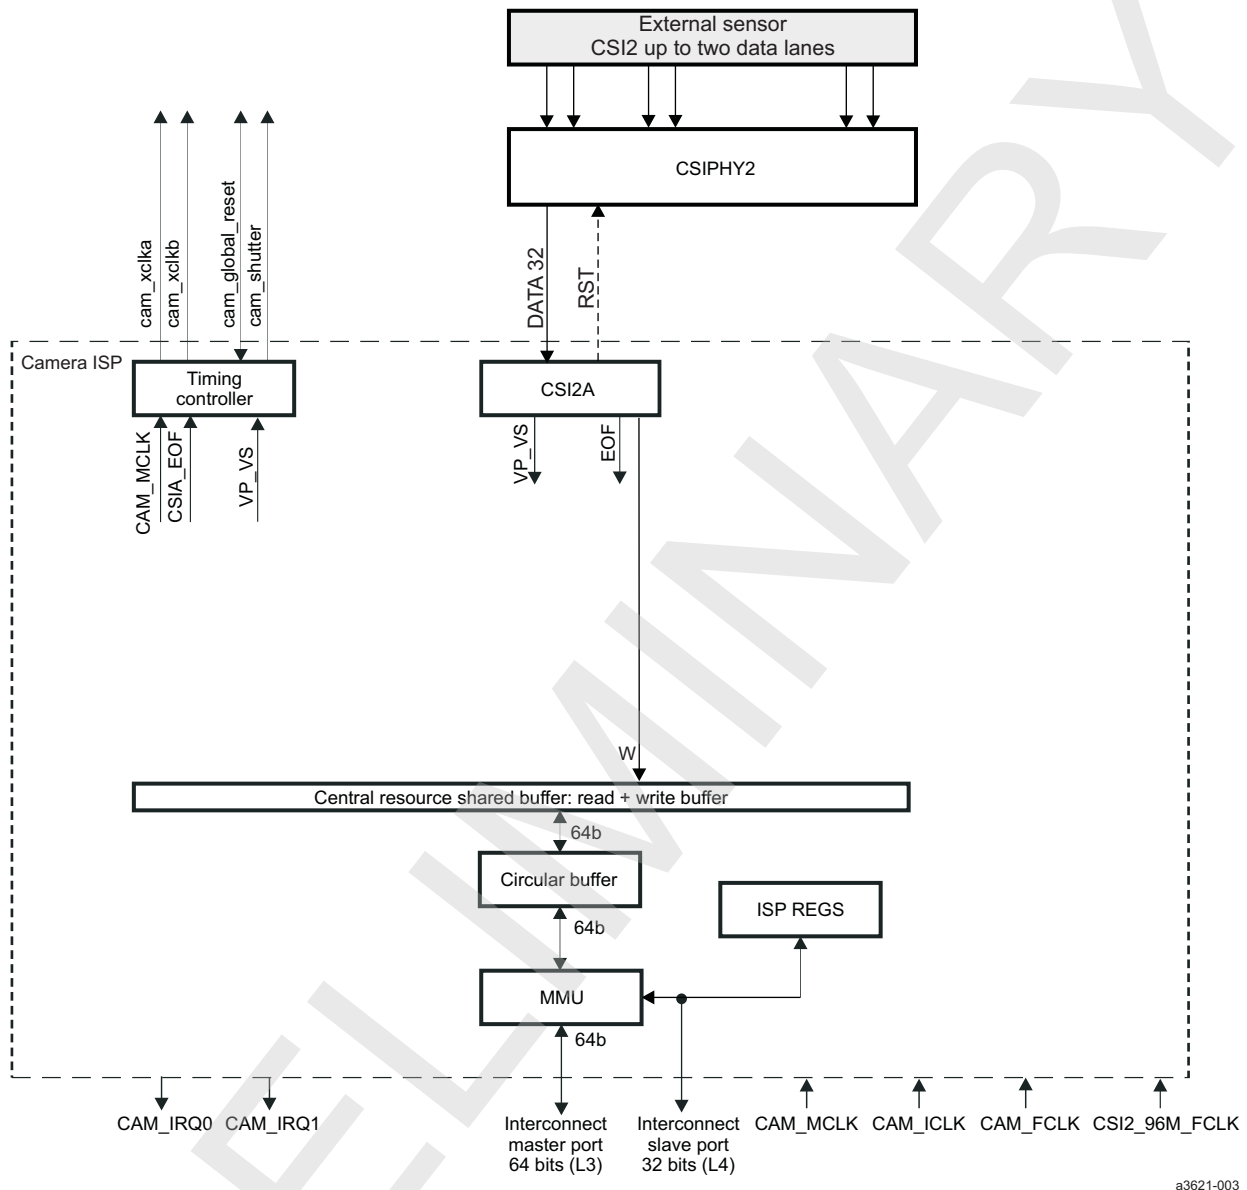 External sensor
CSI2 up to two data lanes
CSIPHY2
cam_xclka
cam_xclkb
cam_global_reset
cam_shutter
DATA 32
RST
Camera ISP
Timing
controller
CSI2A
CAM_MCLK
CSIA_EOF
VP_VS
VP_VS
EOF
W
Central resource shared buffer: read + write buffer
64b
Circular buffer
ISP REGS
64b
MMU
64b
CAM_IRQ0
CAM_IRQ1
Interconnect
master port
64 bits (L3)
Interconnect
slave port
32 bits (L4)
CAM_MCLK
CAM_ICLK
CAM_FCLK
CSI2_96M_FCLK
a3621-003
ELIMINARY